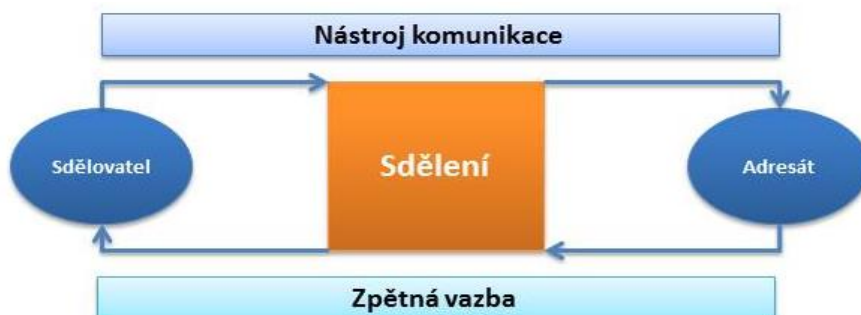 Nástroj komunikace
Sdělovatel
Sdělení
Adresát
Zpětná vazba